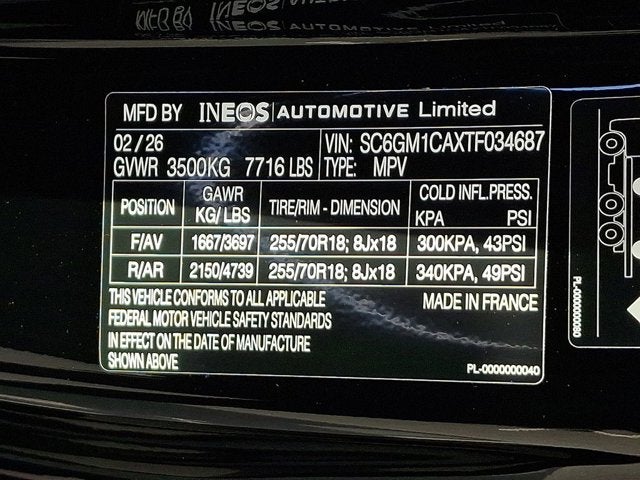 MFD BY INEOS AUTOMOTIVE Limited
02 / 26 VIN: SC6GM1CAXTF034687
GVWR 3500KG 7716 LBS TYPE: MPV
POSITION GAWR KG/ LBS TIRE/RIM - DIMENSION COLD INFL.PRESS. KPA PSI
F/AV 1667/3697 255/70R18; 8Jx18 300KPA, 43PSI
R/AR 2150/4739 255/70R18; 8Jx18 340KPA, 49PSI
THIS VEHICLE CONFORMS TO ALL APPLICABLE MADE IN FRANCE
FEDERAL MOTOR VEHICLE SAFETY STANDARDS
IN EFFECT ON THE DATE OF MANUFACTURE
SHOWN ABOVE
PL-0000000040
PL-0000000080